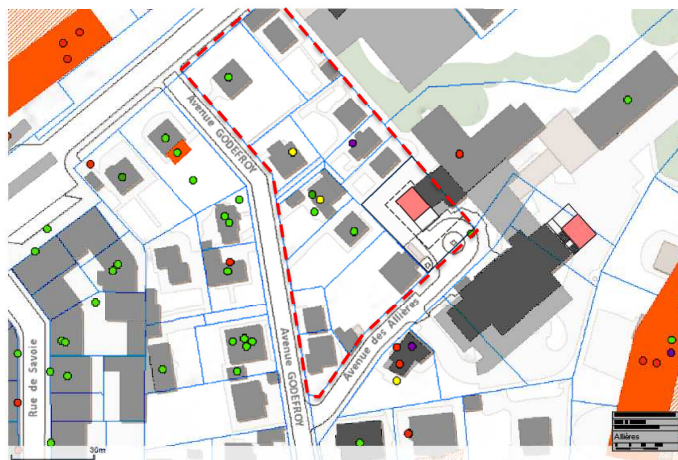 Avenue GODEFROY
Avenue GODEFROY
Avenue des Allières
Rue de Savoie
30m
Allières